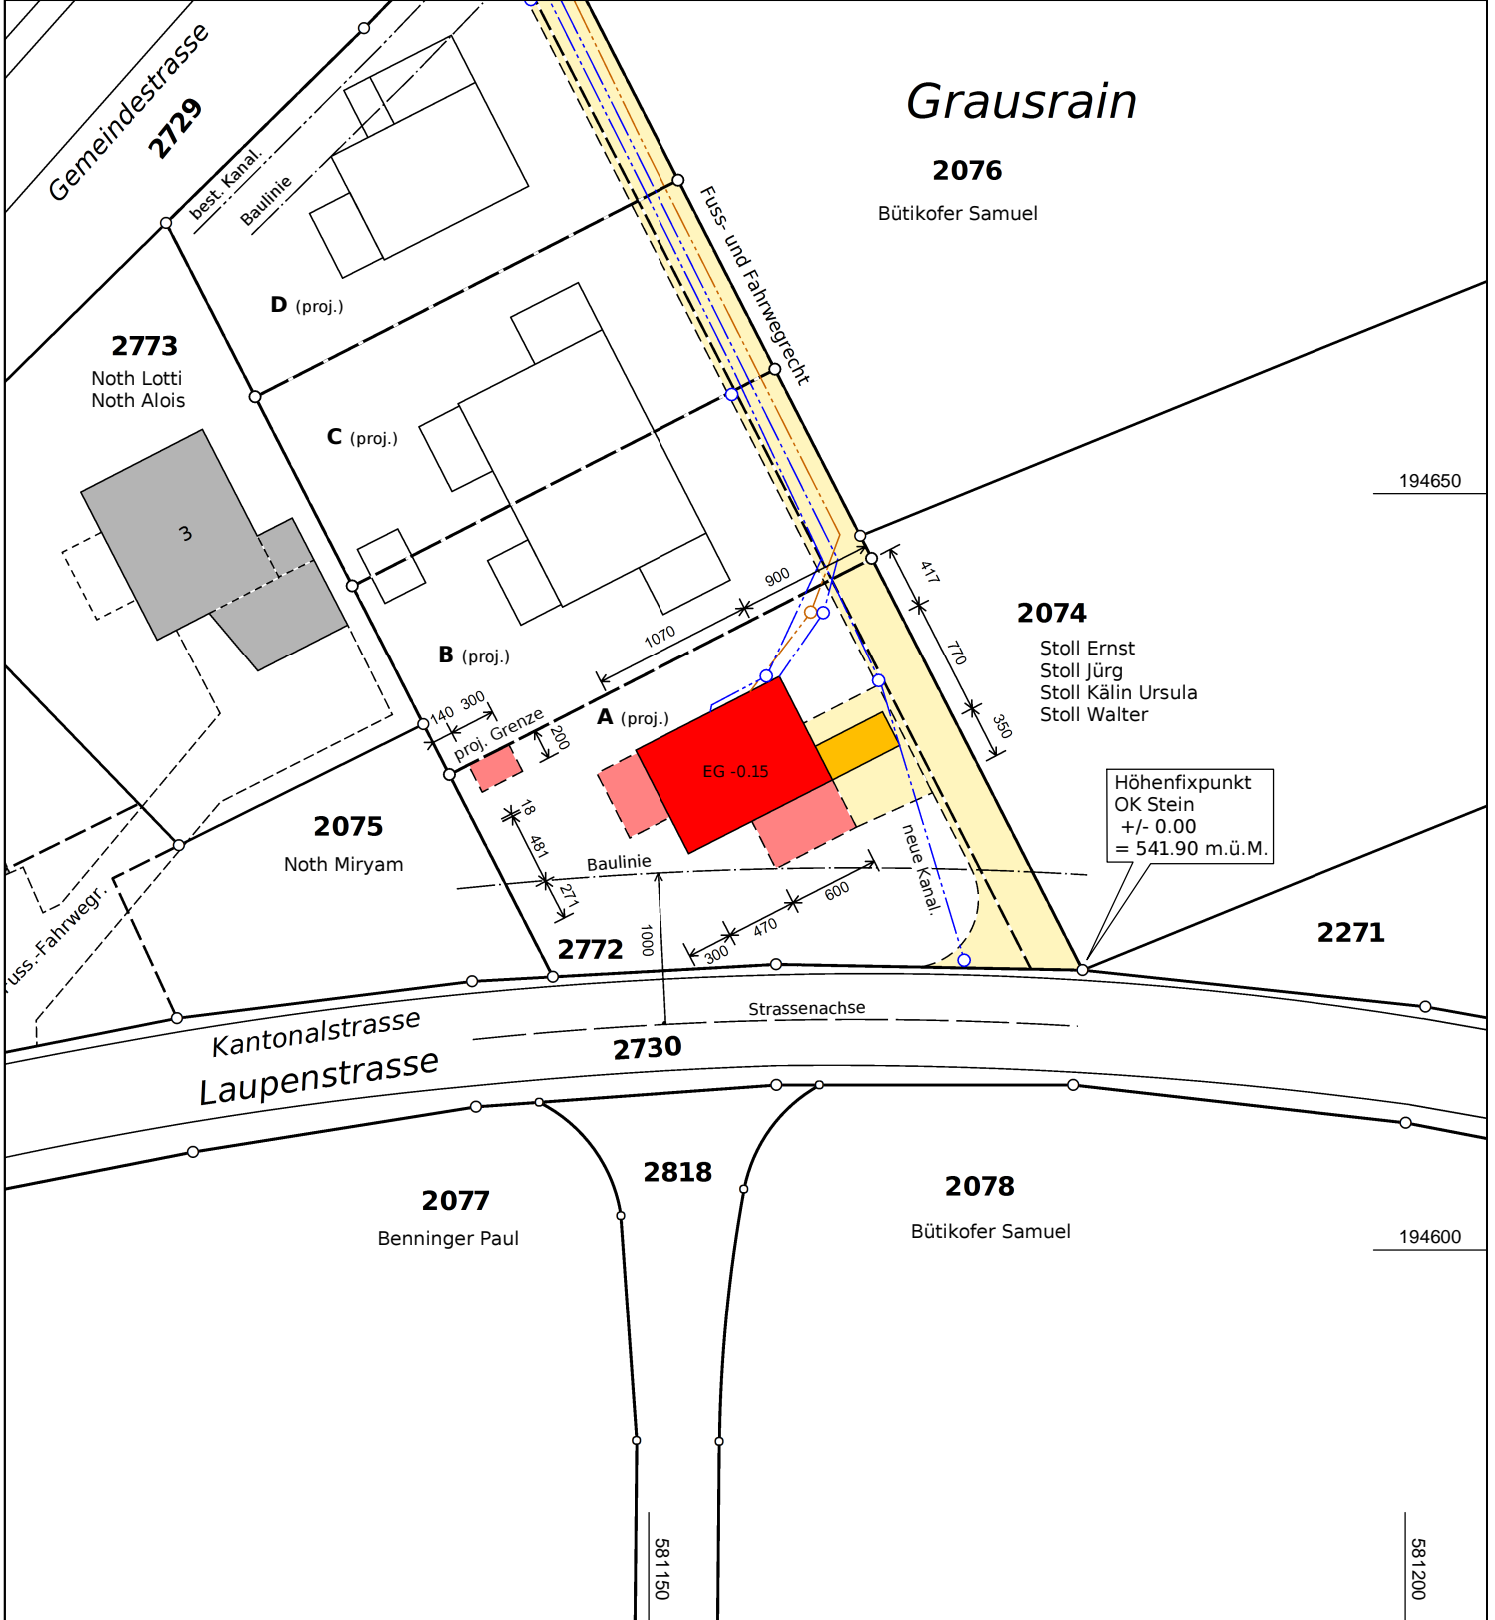 Gemeindestrasse
2729
best. Kanal.
Baulinie
Grausrain
2076
Bütikofer Samuel
Fuss- und Fahrwegrecht
D (proj.)
2773
Noth Lotti
Noth Alois
C (proj.)
3
194650
900
417
1070
2074
Stoll Ernst
Stoll Jürg
Stoll Kälin Ursula
Stoll Walter
770
B (proj.)
140
300
proj. Grenze
200
A (proj.)
350
EG -0.15
Höhenfixpunkt
OK Stein
+/- 0.00
= 541.90 m.ü.M.
18
481
271
2075
Noth Miryam
Baulinie
neue Kanal.
600
470
300
1000
uss.-Fahrwegr.
2772
2271
Strassenachse
Kantonalstrasse
2730
Laupenstrasse
2818
2077
Benninger Paul
2078
Bütikofer Samuel
194600
581150
581200